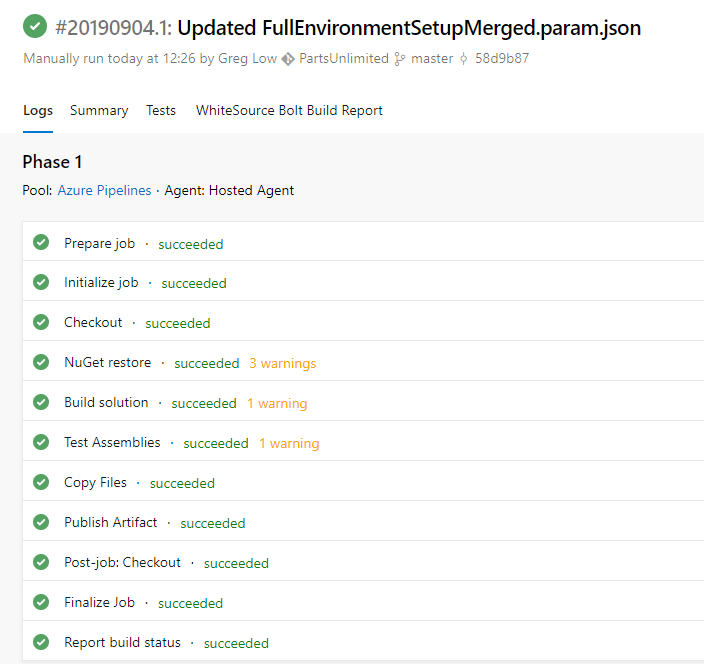 #20190904.1: Updated FullEnvironmentSetupMerged.param.json
Manually run today at 12:26 by Greg Low PartsUnlimited master 58d9b87
Logs Summary Tests WhiteSource Bolt Build Report
Phase 1
Pool: Azure Pipelines · Agent: Hosted Agent
Prepare job · succeeded
Initialize job · succeeded
Checkout · succeeded
NuGet restore · succeeded 3 warnings
Build solution · succeeded 1 warning
Test Assemblies · succeeded 1 warning
Copy Files · succeeded
Publish Artifact · succeeded
Post-job: Checkout · succeeded
Finalize Job · succeeded
Report build status · succeeded